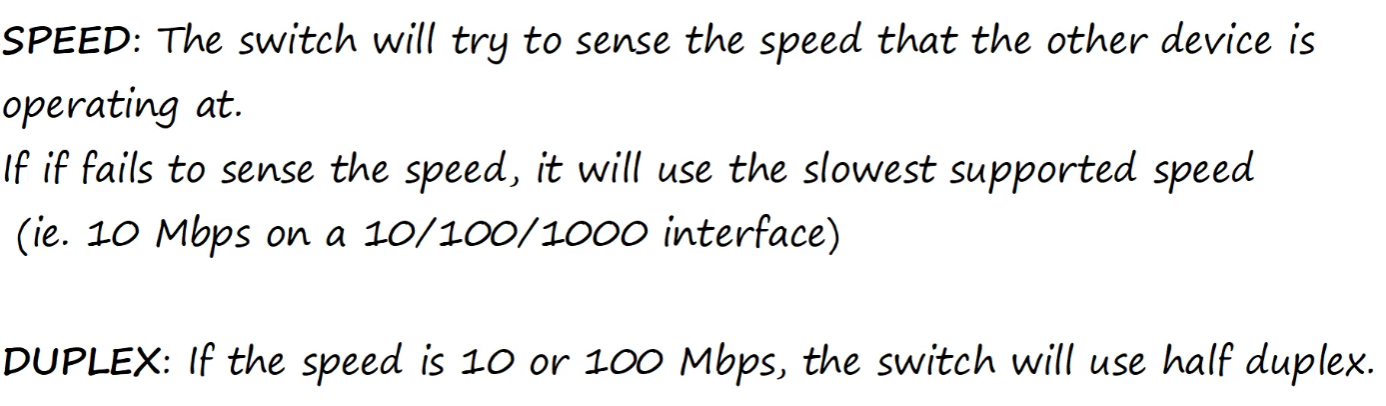 SPEED: The switch will try to sense the speed that the other device is
operating at.
If if fails to sense the speed, it will use the slowest supported speed
(ie. 10 Mbps on a 10/100/1000 interface)
DUPLEX: If the speed is 10 or 100 Mbps, the switch will use half duplex.